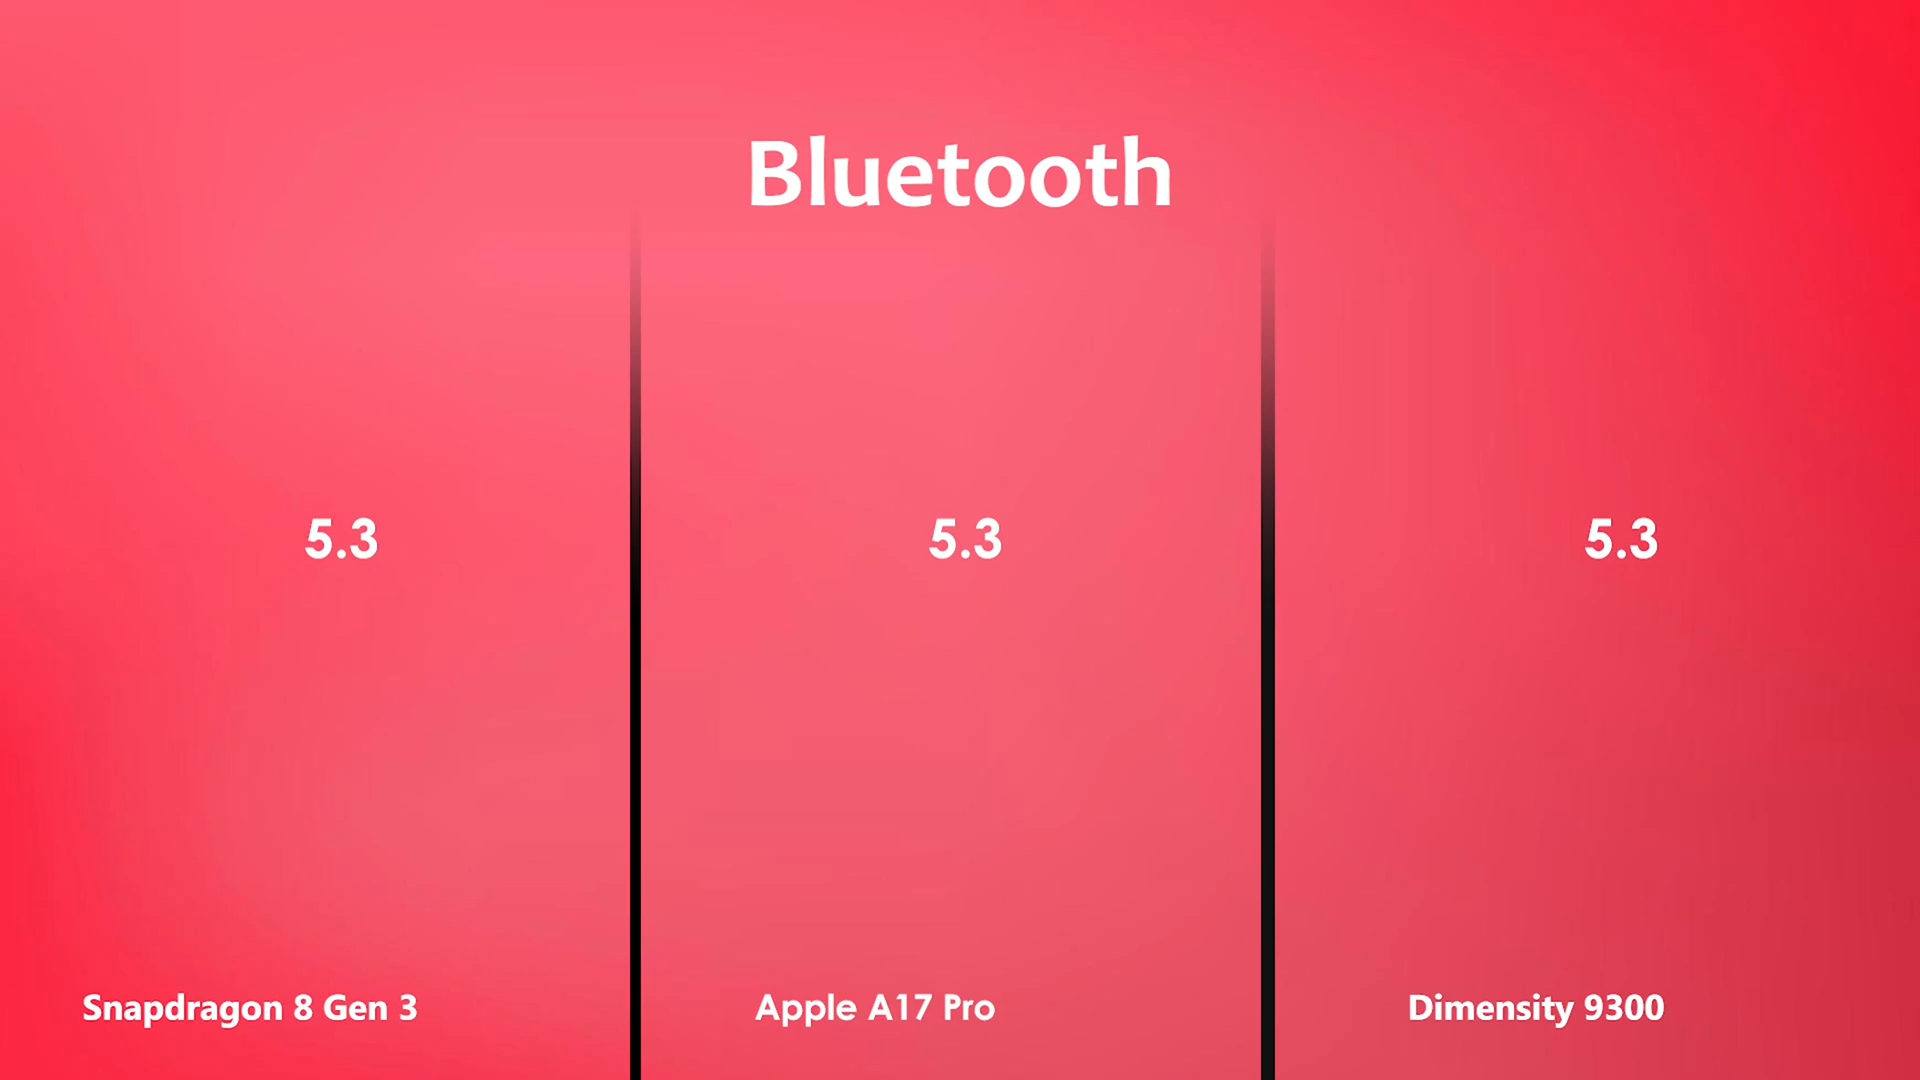 Bluetooth
5.3 5.3 5.3
Snapdragon 8 Gen 3 Apple A17 Pro Dimensity 9300